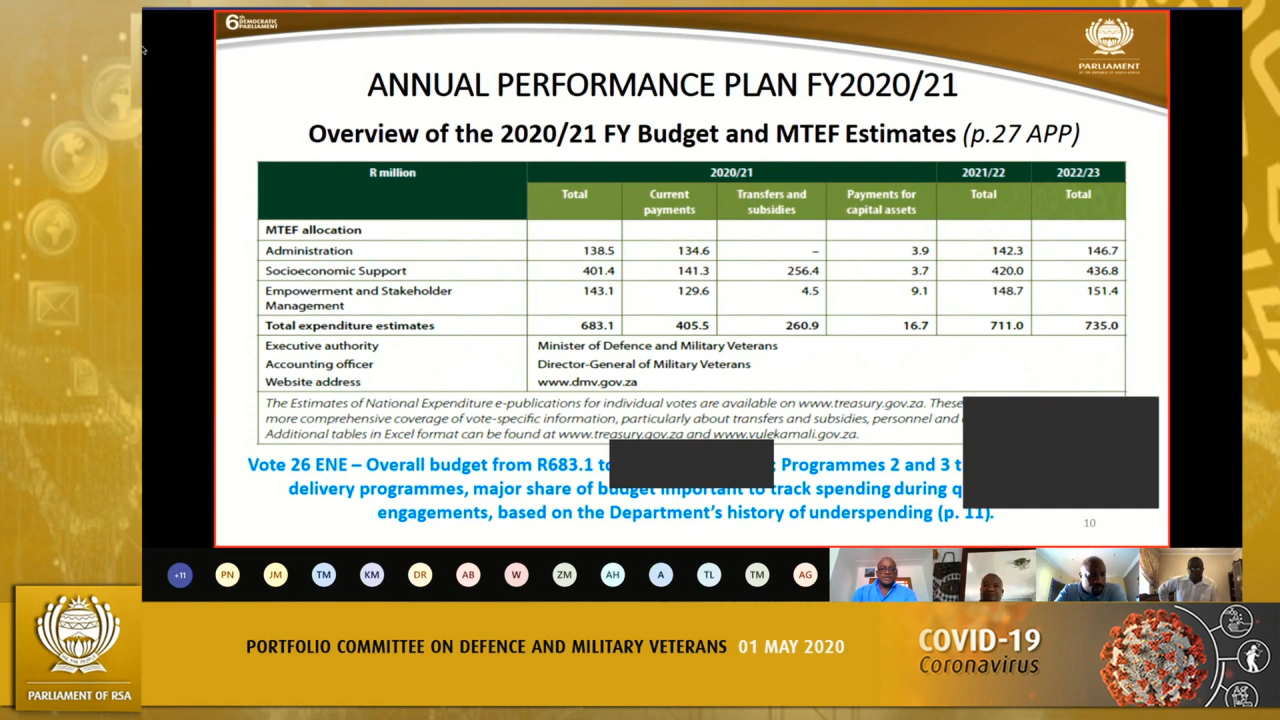 6TH DEMOCRATIC PARLIAMENT
PARLIAMENT
OF THE REPUBLIC OF SOUTH AFRICA
ANNUAL PERFORMANCE PLAN FY2020/21
Overview of the 2020/21 FY Budget and MTEF Estimates (p.27 APP)
R million 2020/21 2021/22 2022/23
Total Current payments Transfers and subsidies Payments for capital assets Total Total
MTEF allocation
Administration 138.5 134.6 – 3.9 142.3 146.7
Socioeconomic Support 401.4 141.3 256.4 3.7 420.0 436.8
Empowerment and Stakeholder Management 143.1 129.6 4.5 9.1 148.7 151.4
Total expenditure estimates 683.1 405.5 260.9 16.7 711.0 735.0
Executive authority Minister of Defence and Military Veterans
Accounting officer Director-General of Military Veterans
Website address www.dmv.gov.za
The Estimates of National Expenditure e-publications for individual votes are available on www.treasury.gov.za. These
more comprehensive coverage of vote-specific information, particularly about transfers and subsidies, personnel and
Additional tables in Excel format can be found at www.treasury.gov.za and www.vulekamali.gov.za.
Vote 26 ENE – Overall budget from R683.1 Programmes 2 and 3
delivery programmes, major share of budget important to track spending during
engagements, based on the Department's history of underspending (p. 11).
10
+11 PN JM TM KM DR AB W ZM AH A TL TM AG
PARLIAMENT OF RSA
PORTFOLIO COMMITTEE ON DEFENCE AND MILITARY VETERANS 01 MAY 2020
COVID-19
Coronavirus